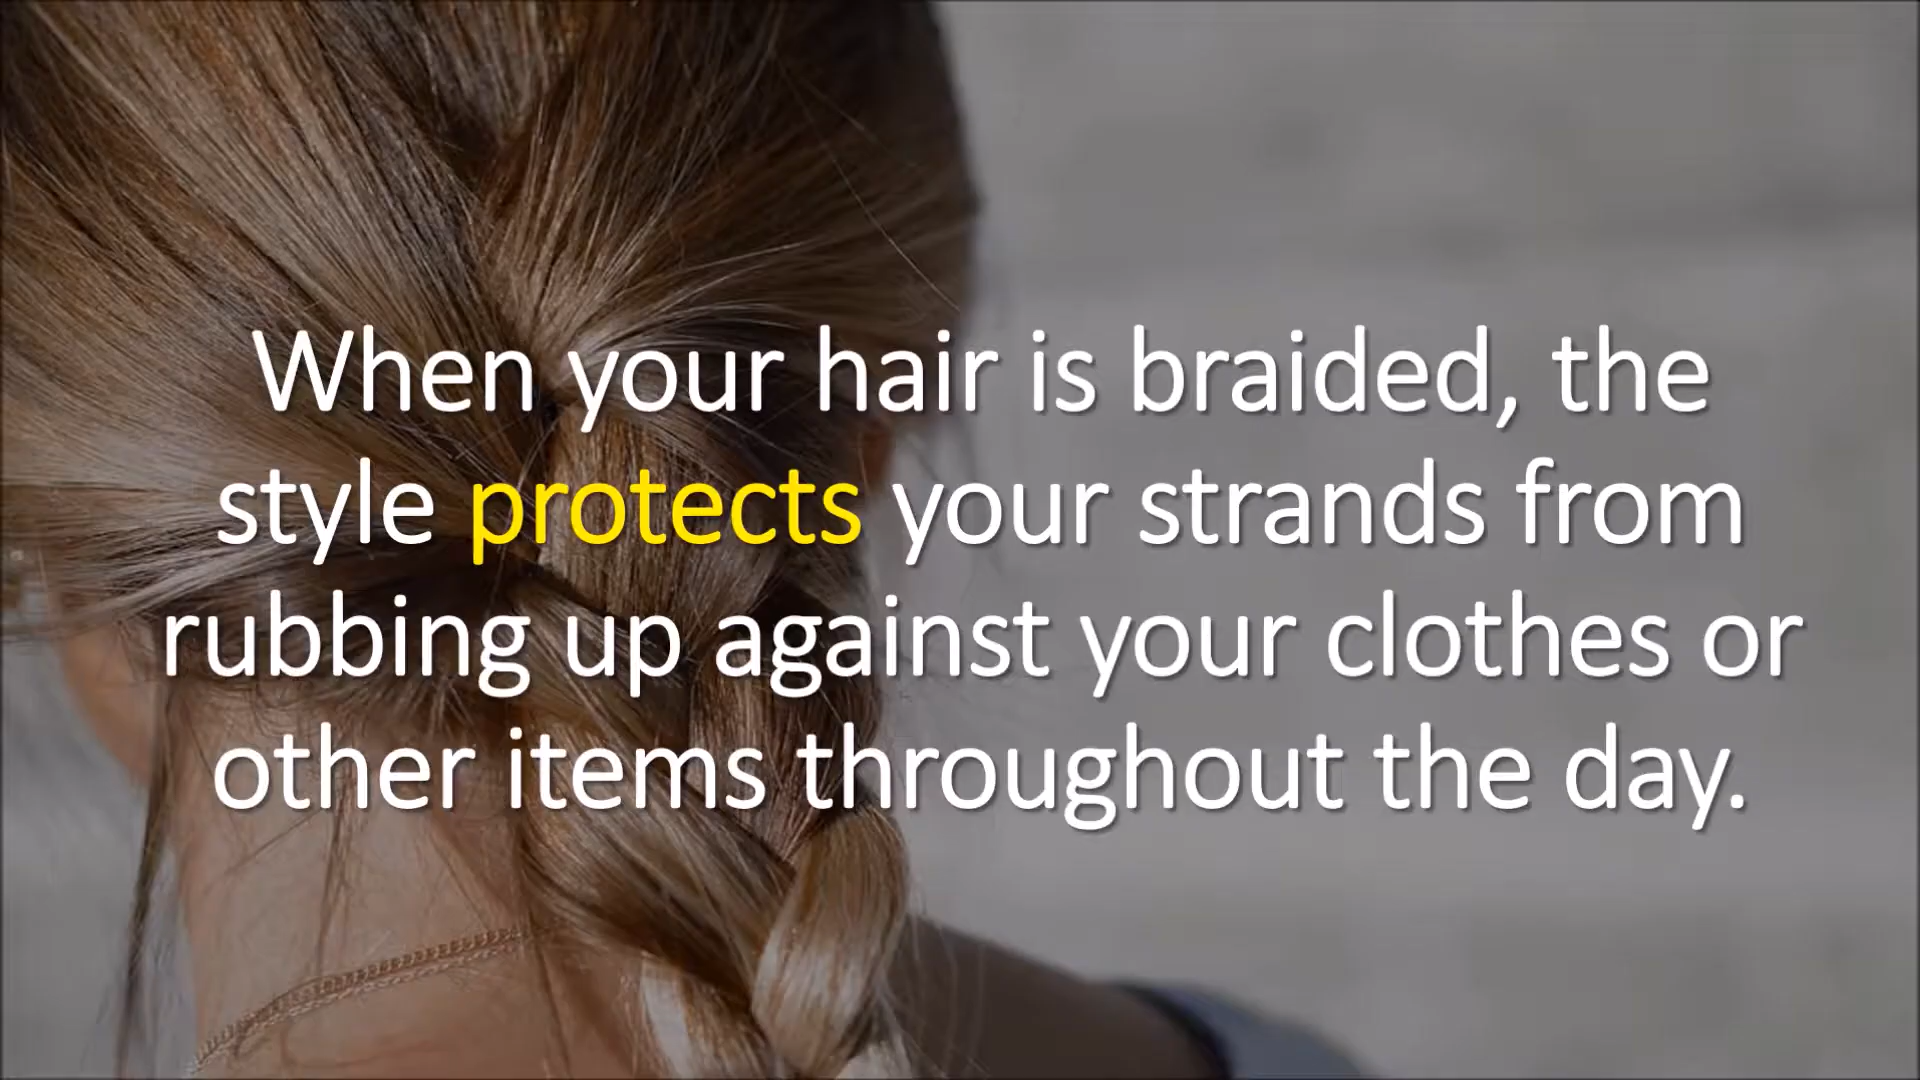 When your hair is braided, the
style protects your strands from
rubbing up against your clothes or
other items throughout the day.